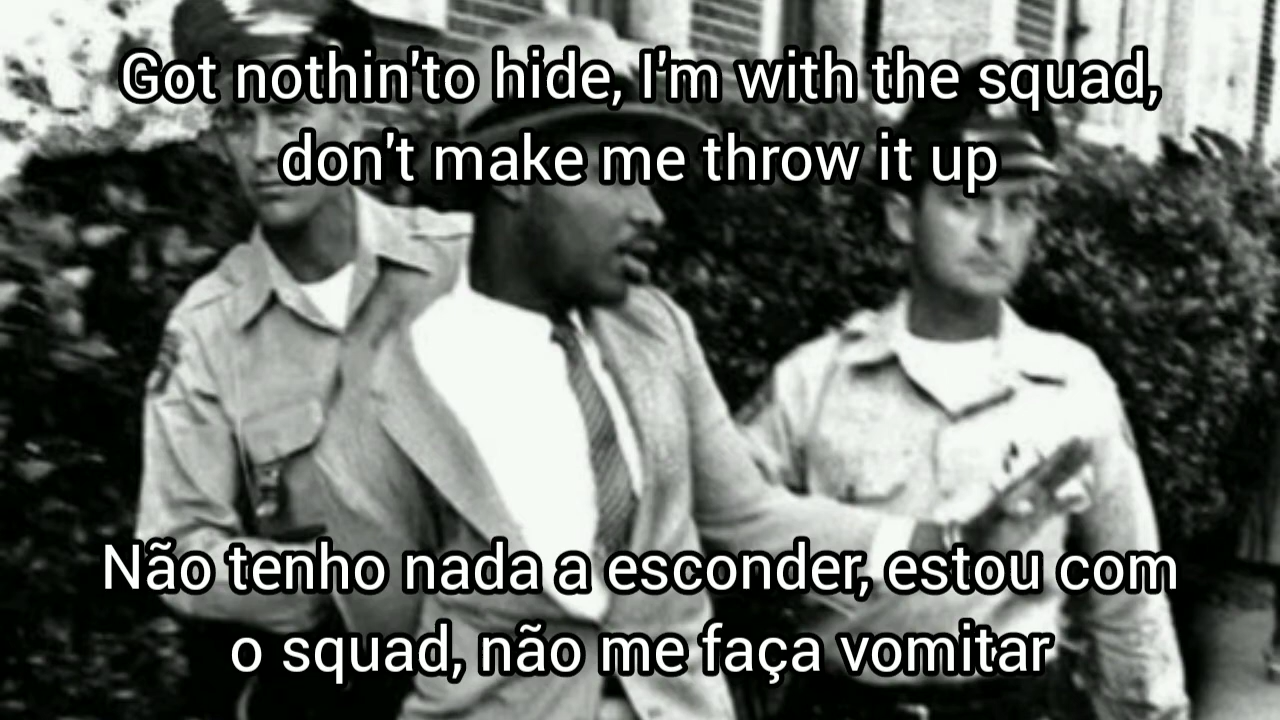 Got nothin'to hide, I'm with the squad,
don't make me throw it up
Não tenho nada a esconder, estou com
o squad, não me faça vomitar